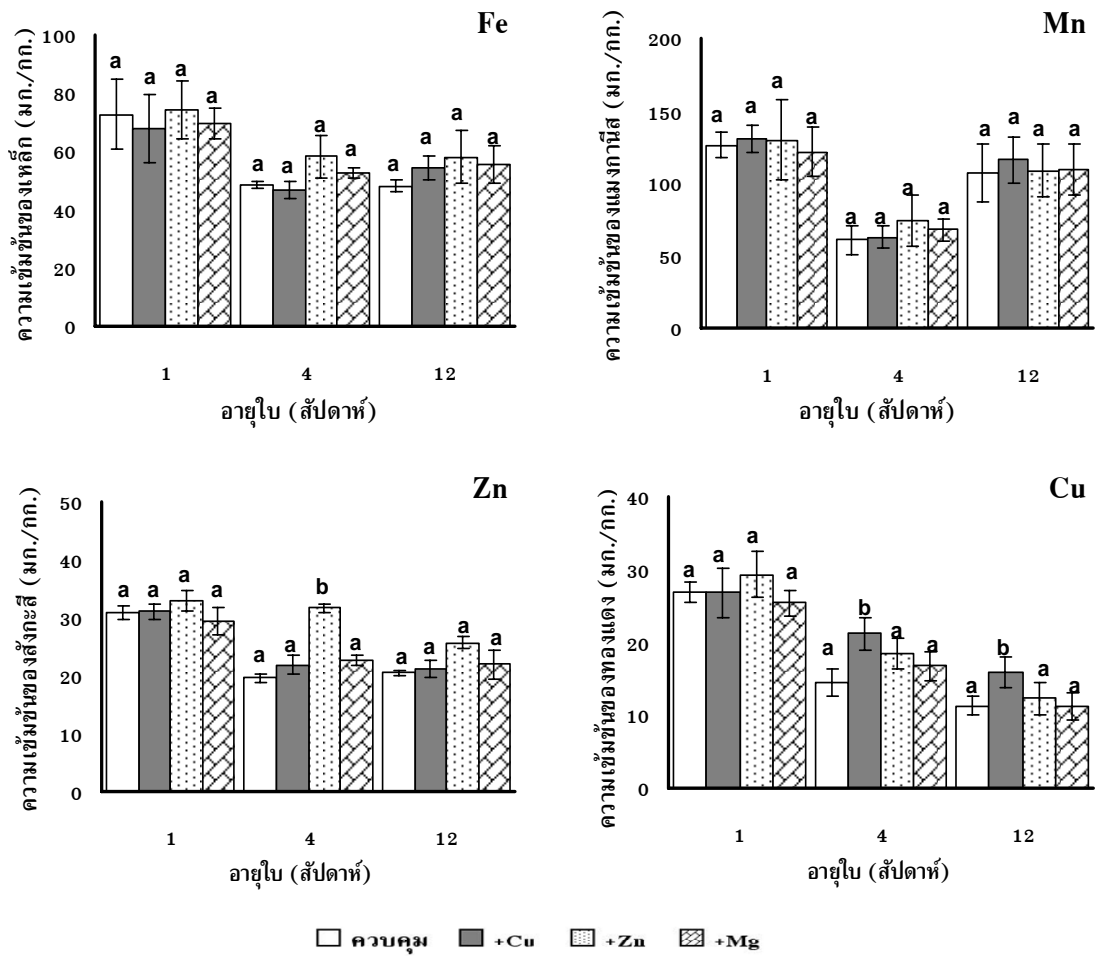 Fe
ความเข้มข้นของเหล็ก (มก./กก.)
100
80
60
40
20
0
a a a a
a a a a
a a a a
1 4 12
อายุใบ (สัปดาห์)
Mn
ความเข้มข้นของแมงกานีส (มก./กก.)
200
150
100
50
0
a a a a
a a a a
a a a a
1 4 12
อายุใบ (สัปดาห์)
Zn
ความเข้มข้นของสังกะสี (มก./กก.)
50
40
30
20
10
0
a a a a
a a b a
a a a a
1 4 12
อายุใบ (สัปดาห์)
Cu
ความเข้มข้นของทองแดง (มก./กก.)
40
30
20
10
0
a a a a
a b a a
a b a a
1 4 12
อายุใบ (สัปดาห์)
ควบคุม +Cu +Zn +Mg